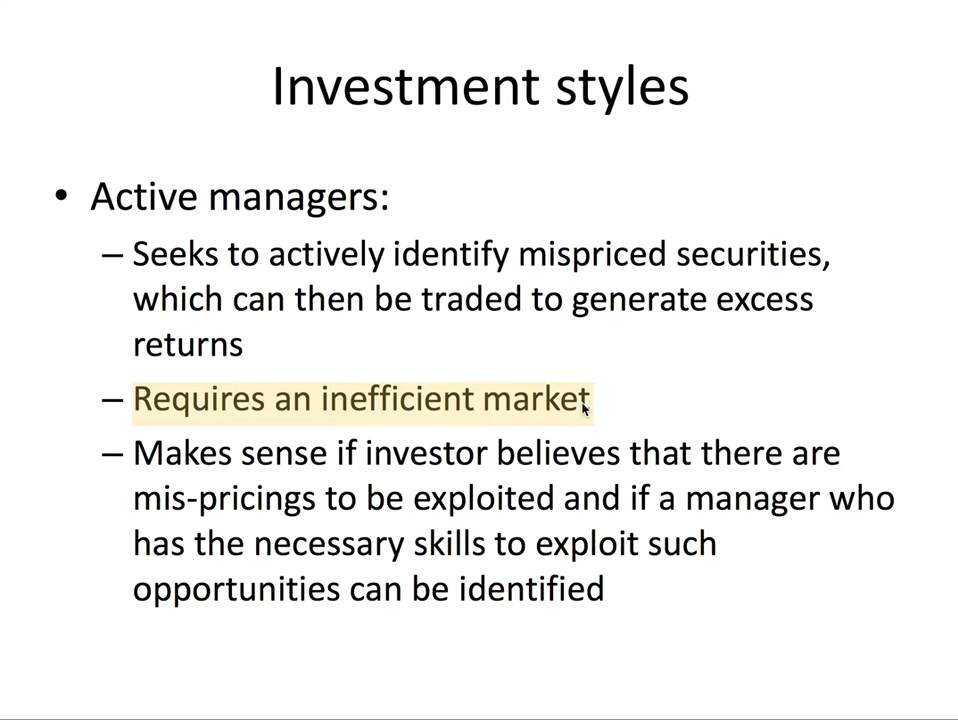 Investment styles
• Active managers:
– Seeks to actively identify mispriced securities,
which can then be traded to generate excess
returns
– Requires an inefficient market
– Makes sense if investor believes that there are
mis-pricings to be exploited and if a manager who
has the necessary skills to exploit such
opportunities can be identified